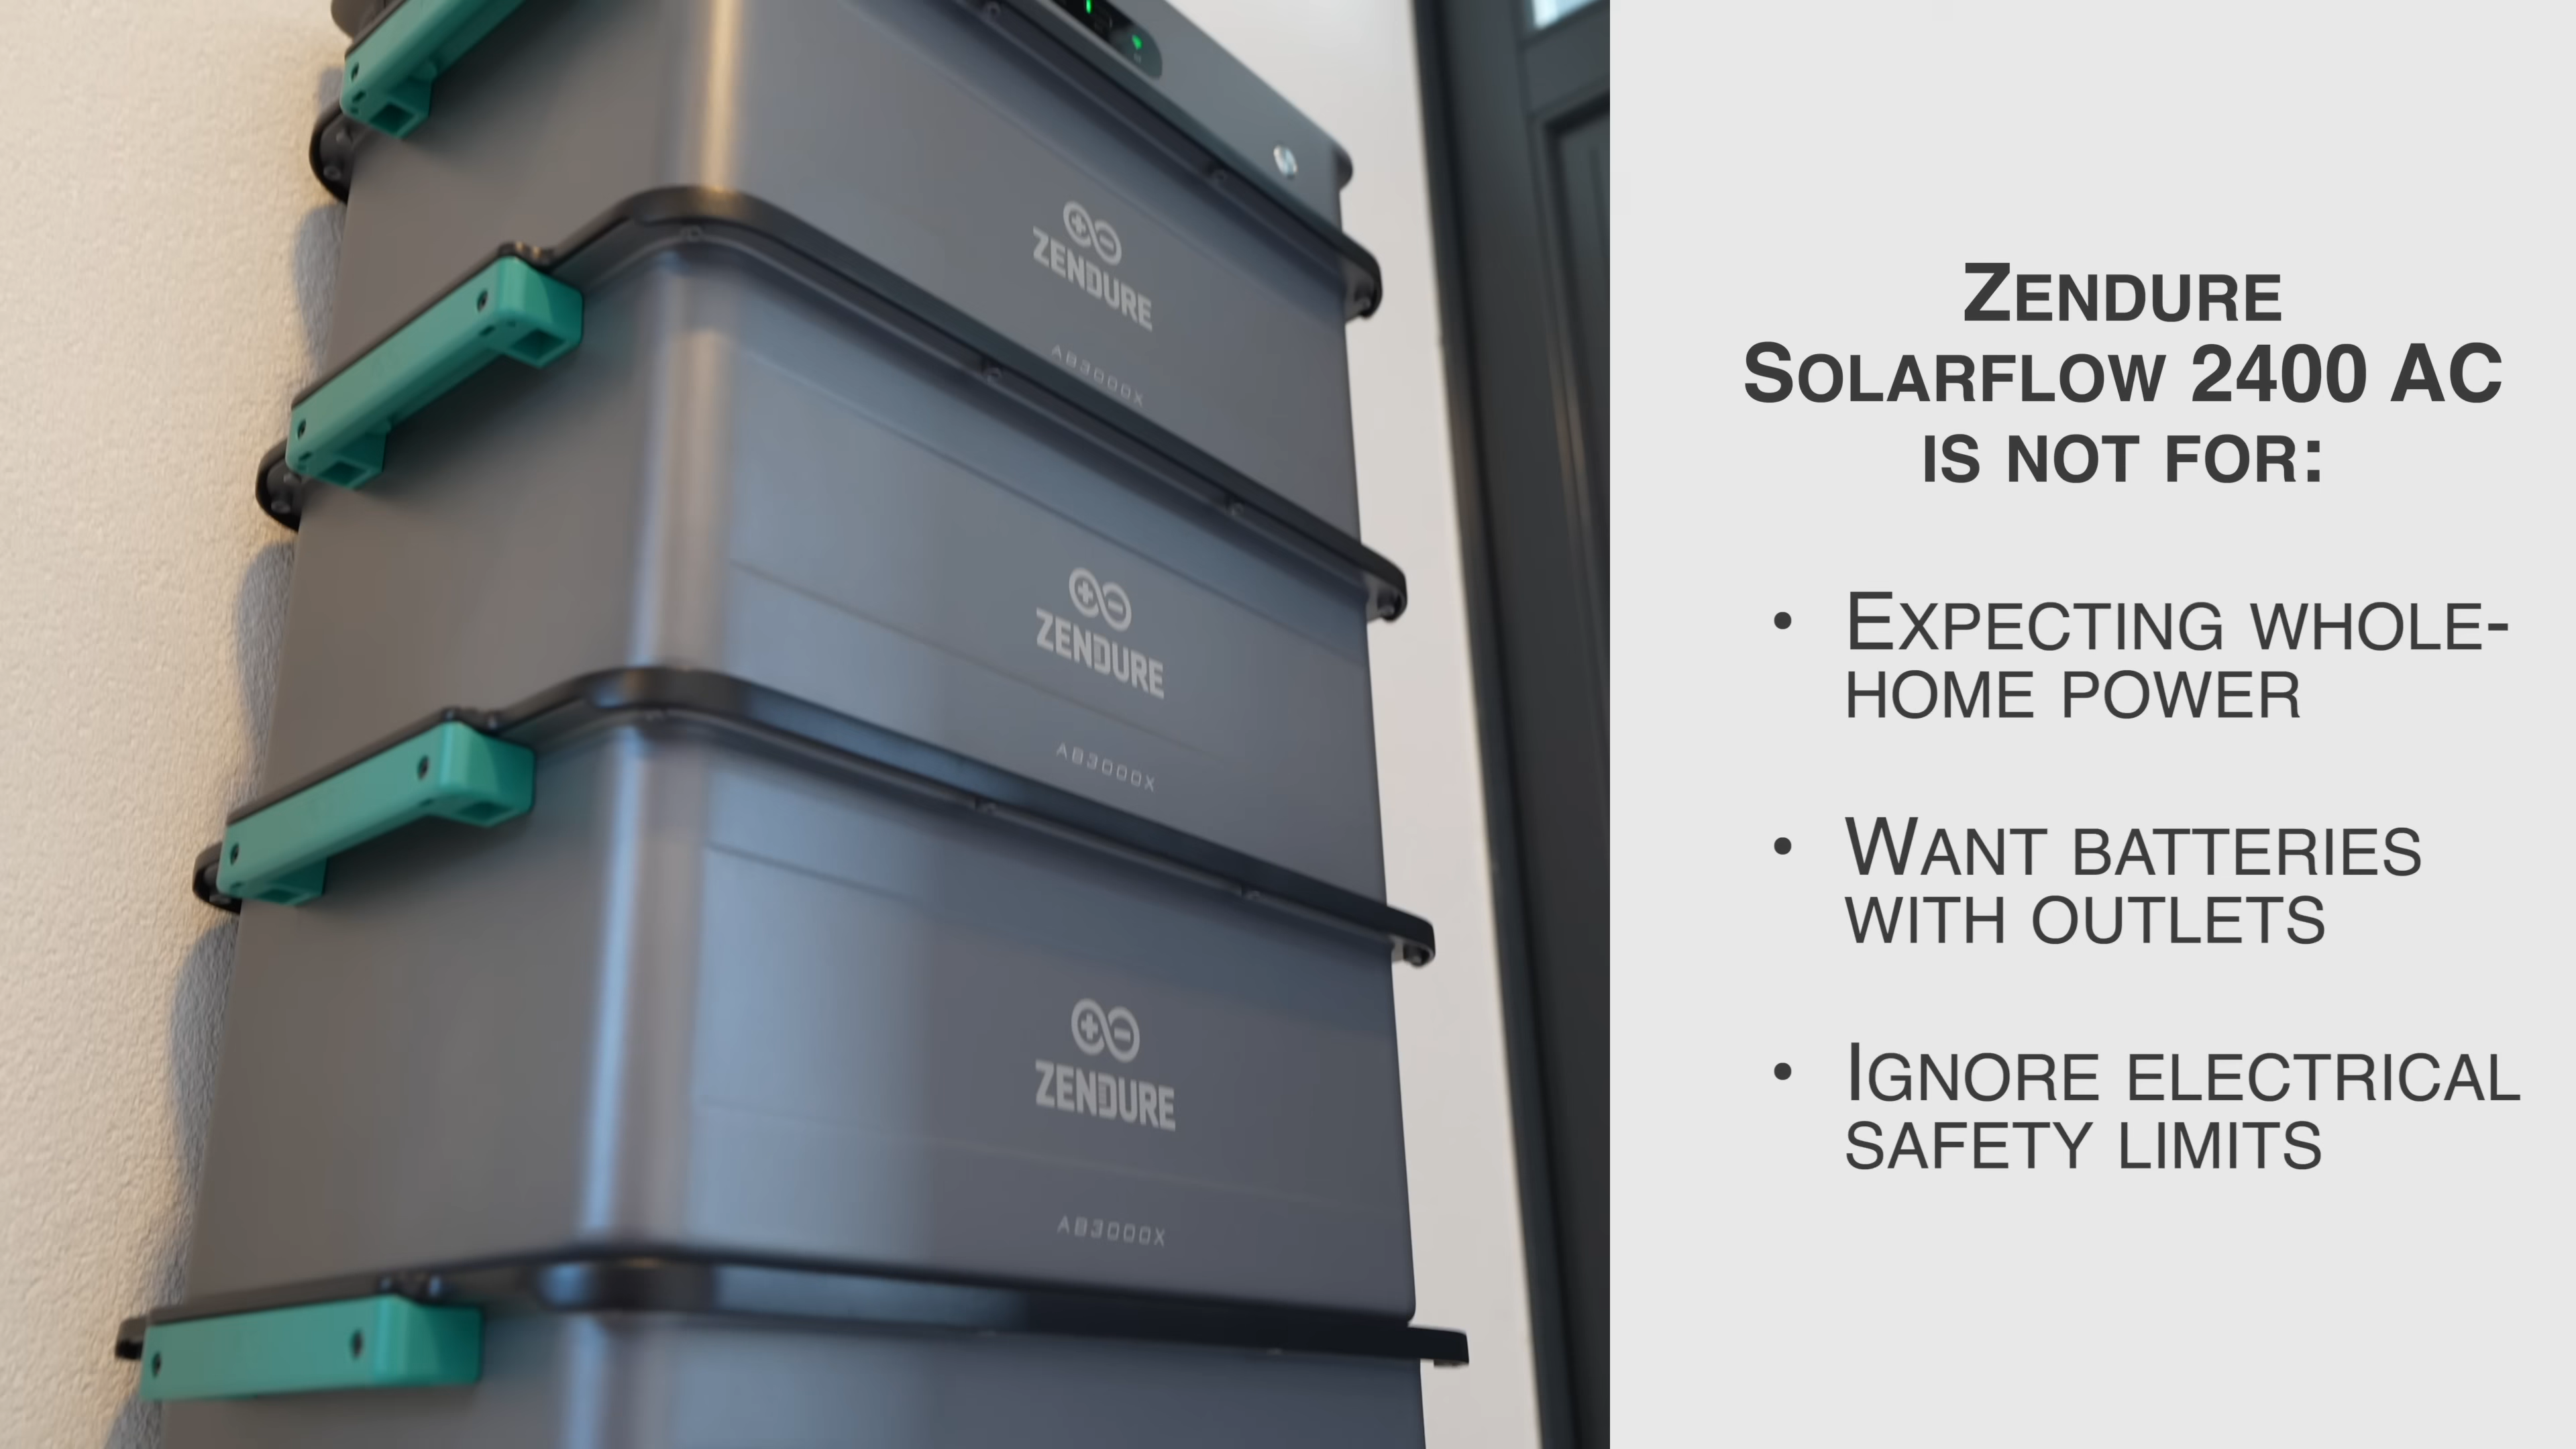 ZENDURE
AB3000X
ZENDURE
AB3000X
ZENDURE
AB3000X
Zendure
Solarflow 2400 AC
is not for:
• Expecting whole-
home power
• Want batteries
with outlets
• Ignore electrical
safety limits